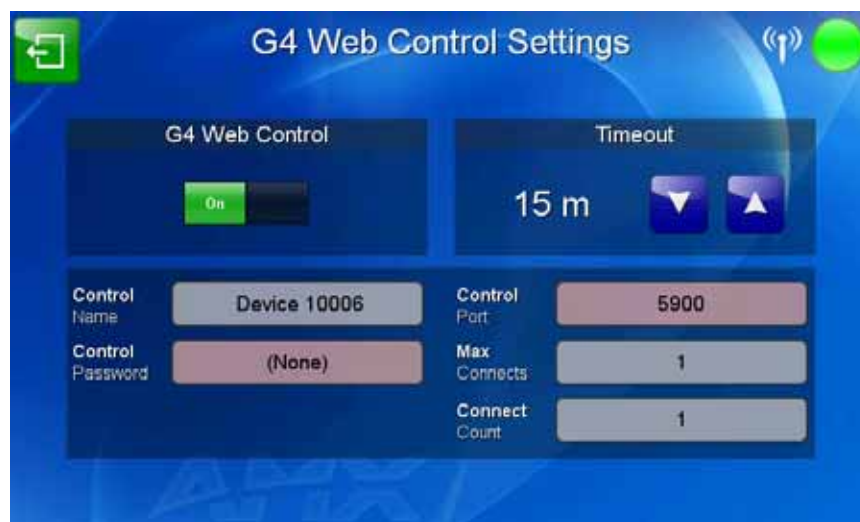 G4 Web Control Settings
G4 Web Control
Timeout
On
15 m
Control
Name
Device 10006
Control
Port
5900
Control
Password
(None)
Max
Connects
1
Connect
Count
1
AMX